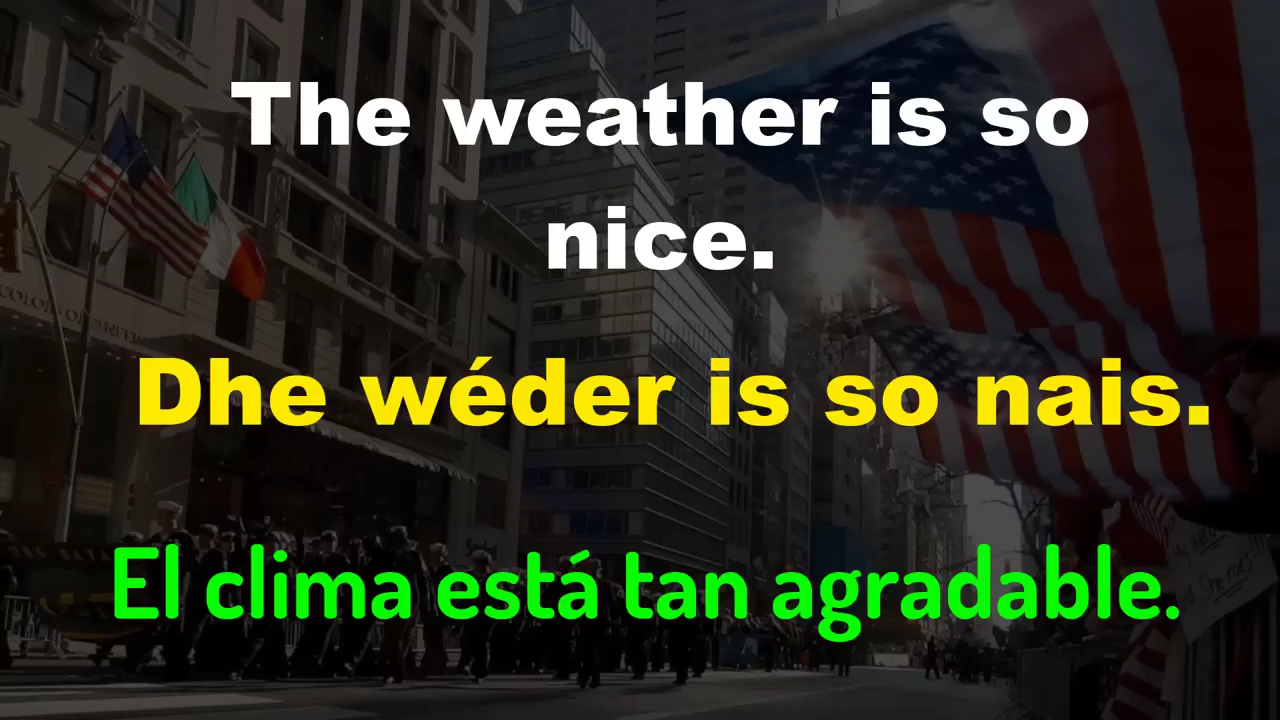 The weather is so
nice.
Dhe wéder is so nais.
El clima está tan agradable.